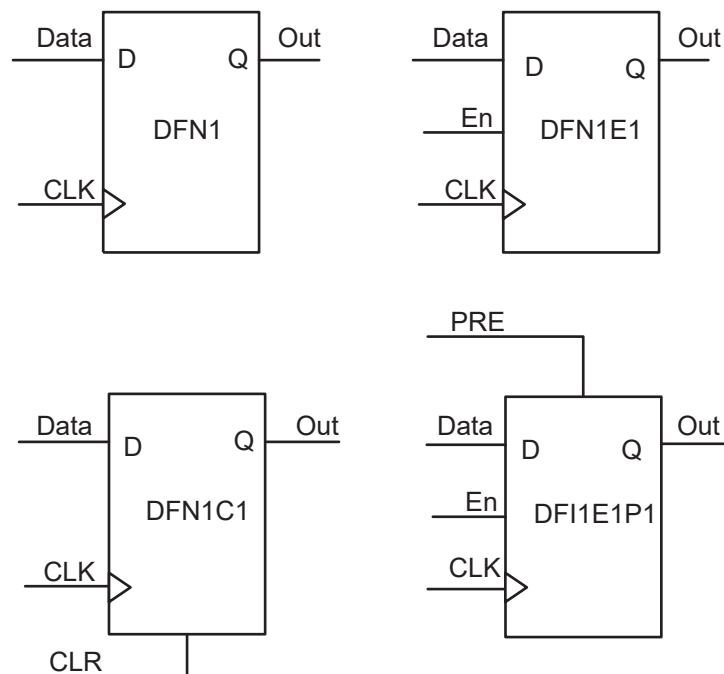 Data
Out
D
Q
DFN1
CLK
Data
Out
D
Q
En
DFN1E1
CLK
Data
Out
D
Q
DFN1C1
CLK
CLR
PRE
Data
Out
D
Q
En
DFI1E1P1
CLK